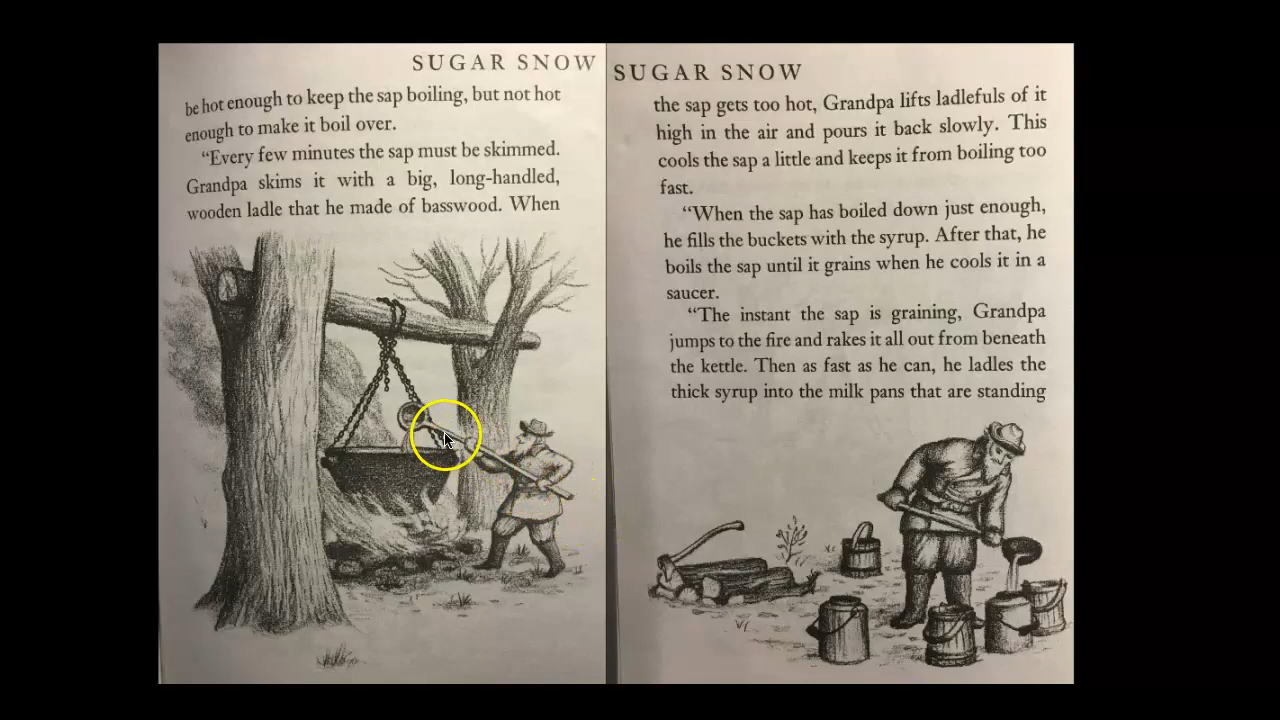 SUGAR SNOW
be hot enough to keep the sap boiling, but not hot
enough to make it boil over.
“Every few minutes the sap must be skimmed.
Grandpa skims it with a big, long-handled,
wooden ladle that he made of basswood. When
SUGAR SNOW
the sap gets too hot, Grandpa lifts ladlefuls of it
high in the air and pours it back slowly. This
cools the sap a little and keeps it from boiling too
fast.
“When the sap has boiled down just enough,
he fills the buckets with the syrup. After that, he
boils the sap until it grains when he cools it in a
saucer.
“The instant the sap is graining, Grandpa
jumps to the fire and rakes it all out from beneath
the kettle. Then as fast as he can, he ladles the
thick syrup into the milk pans that are standing